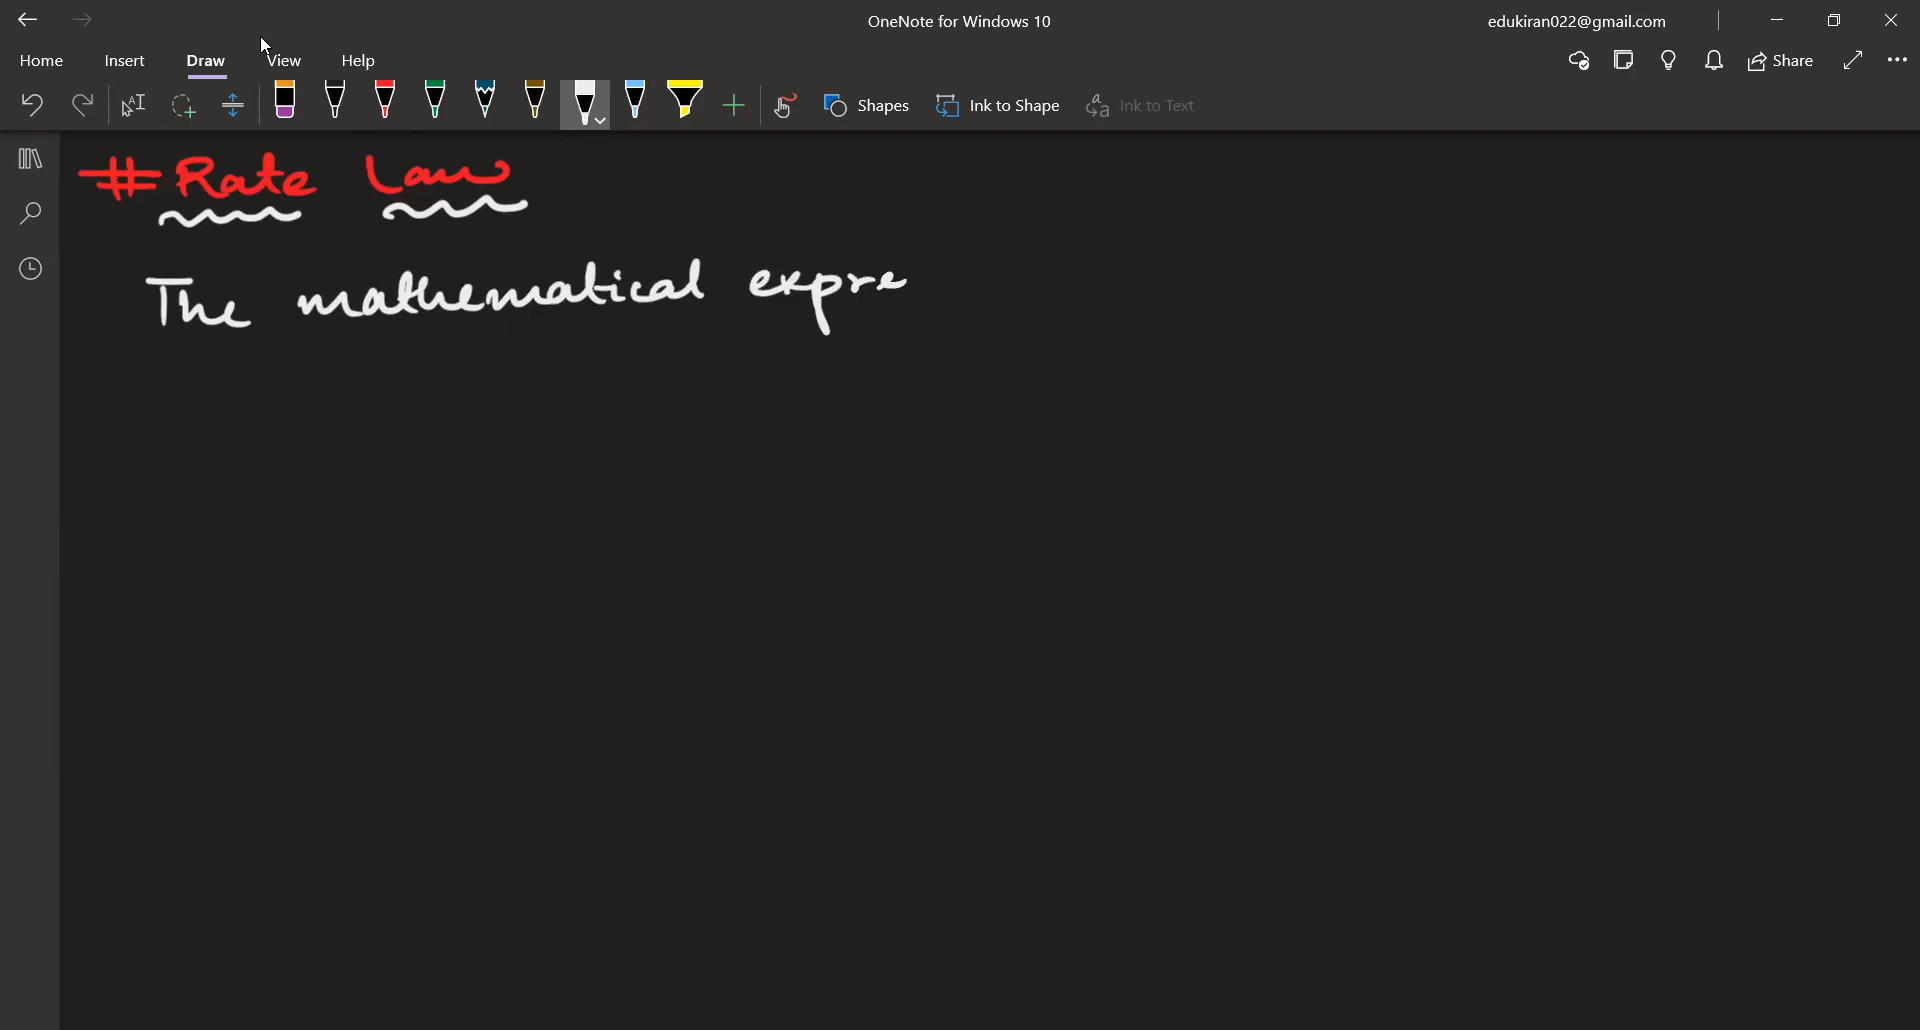 OneNote for Windows 10
edukiran022@gmail.com
Home Insert Draw View Help
Share
Shapes Ink to Shape Ink to Text
# Rate Law
The mathematical expre